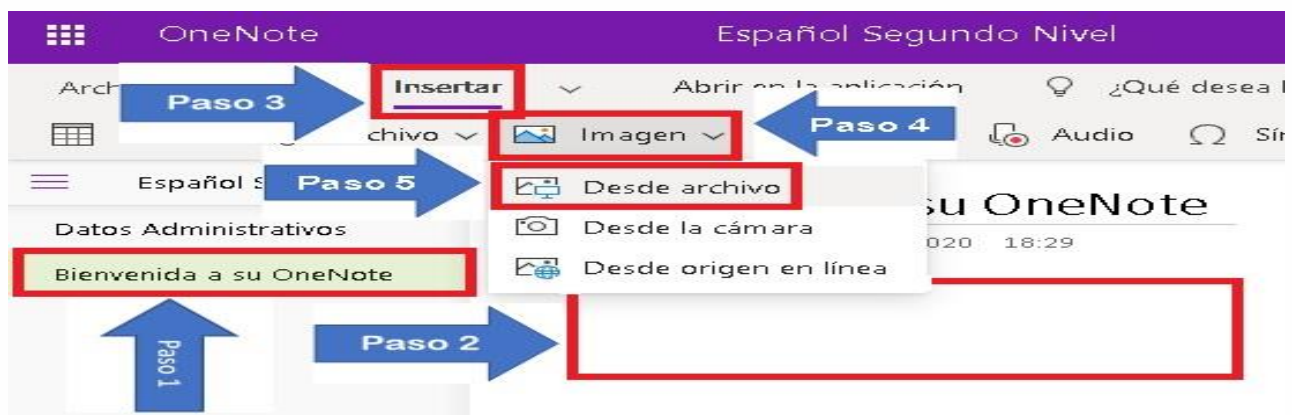 OneNote Español Segundo Nivel
Arch Insertar Abrir en la aplicación ¿Qué desea
Paso 3
chivo Imagen Paso 4 Audio
Español Paso 5 Desde archivo
su OneNote
Datos Administrativos Desde la cámara 020 18:29
Bienvenida a su OneNote Desde origen en línea
Paso 2
Paso 1